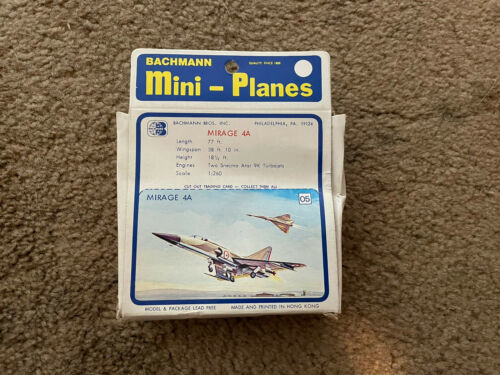 BACHMANN
QUALITY SINCE 1833
Mini - Planes
BACHMANN BROS., INC. PHILADELPHIA, PA. 19124
MIRAGE 4A
Length 77 ft.
Wingspan 38 ft. 10 in.
Height 18½ ft.
Engines Two Snecma Atar 9K Turbojets
Scale 1:260
CUT OUT TRADING CARD — COLLECT THEM ALL
MIRAGE 4A 05
MODEL & PACKAGE LEAD FREE MADE AND PRINTED IN HONG KONG